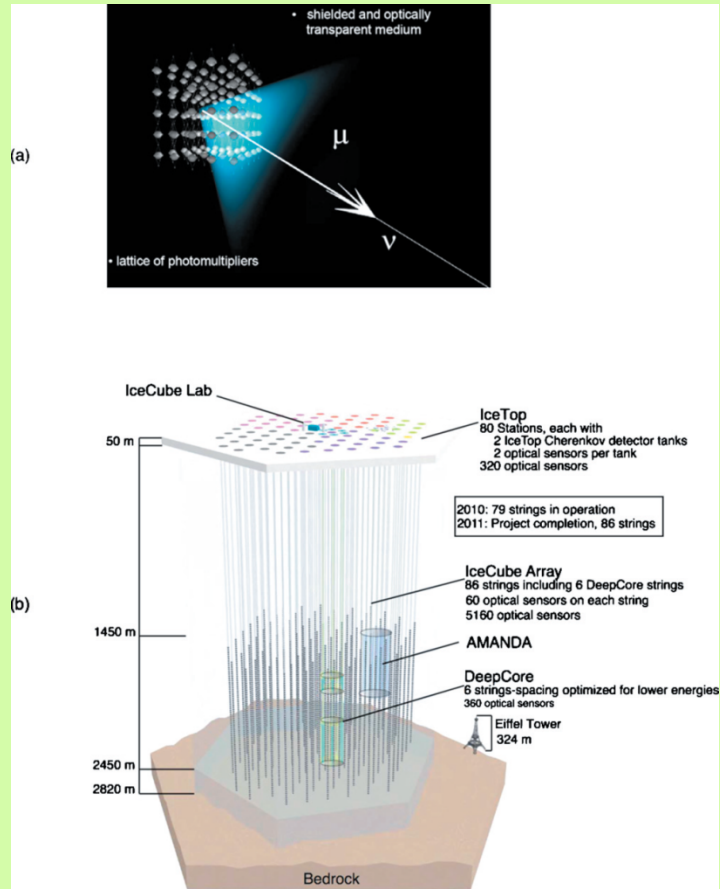 • shielded and optically
transparent medium
(a)
μ
ν
• lattice of photomultipliers
IceCube Lab
IceTop
80 Stations, each with
2 IceTop Cherenkov detector tanks
2 optical sensors per tank
320 optical sensors
50 m
2010: 79 strings in operation
2011: Project completion, 86 strings
IceCube Array
86 strings including 6 DeepCore strings
60 optical sensors on each string
5160 optical sensors
(b)
1450 m
AMANDA
DeepCore
6 strings-spacing optimized for lower energies
360 optical sensors
Eiffel Tower
324 m
2450 m
2820 m
Bedrock